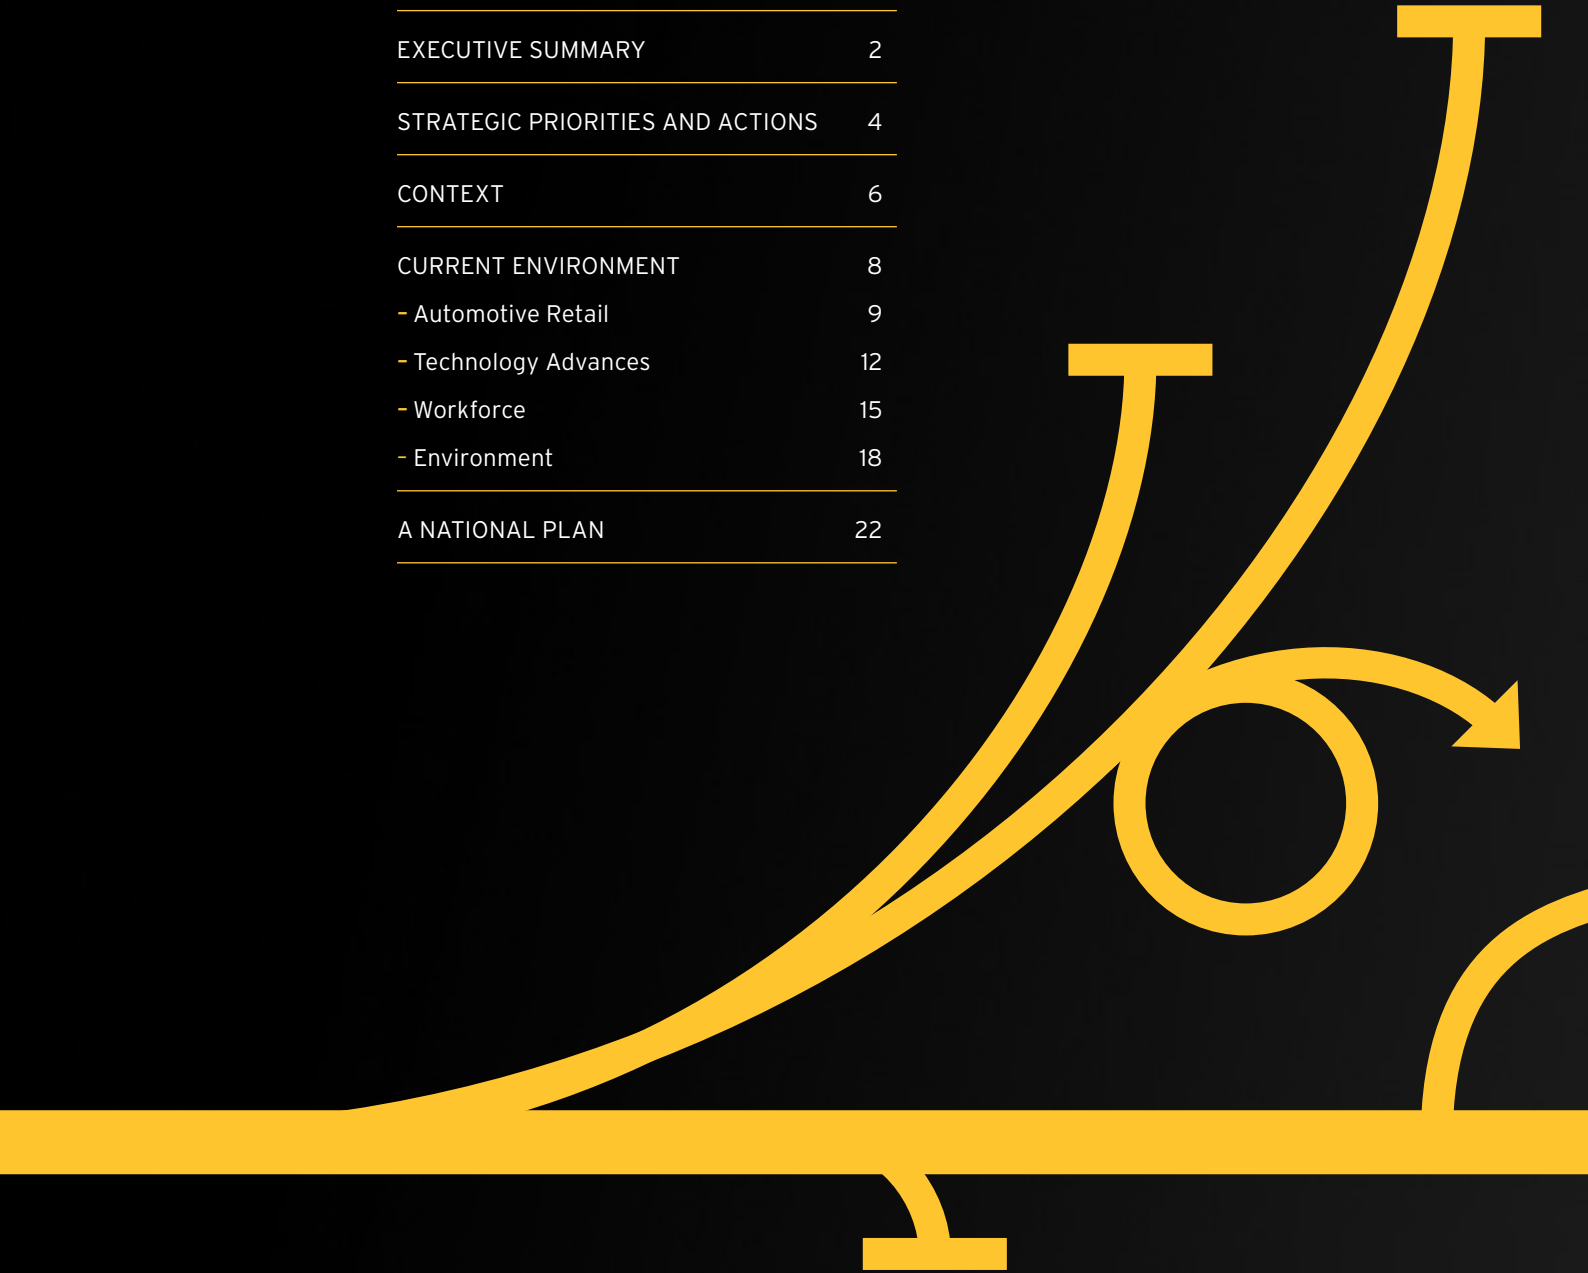 EXECUTIVE SUMMARY 2
STRATEGIC PRIORITIES AND ACTIONS 4
CONTEXT 6
CURRENT ENVIRONMENT 8
– Automotive Retail 9
– Technology Advances 12
– Workforce 15
– Environment 18
A NATIONAL PLAN 22